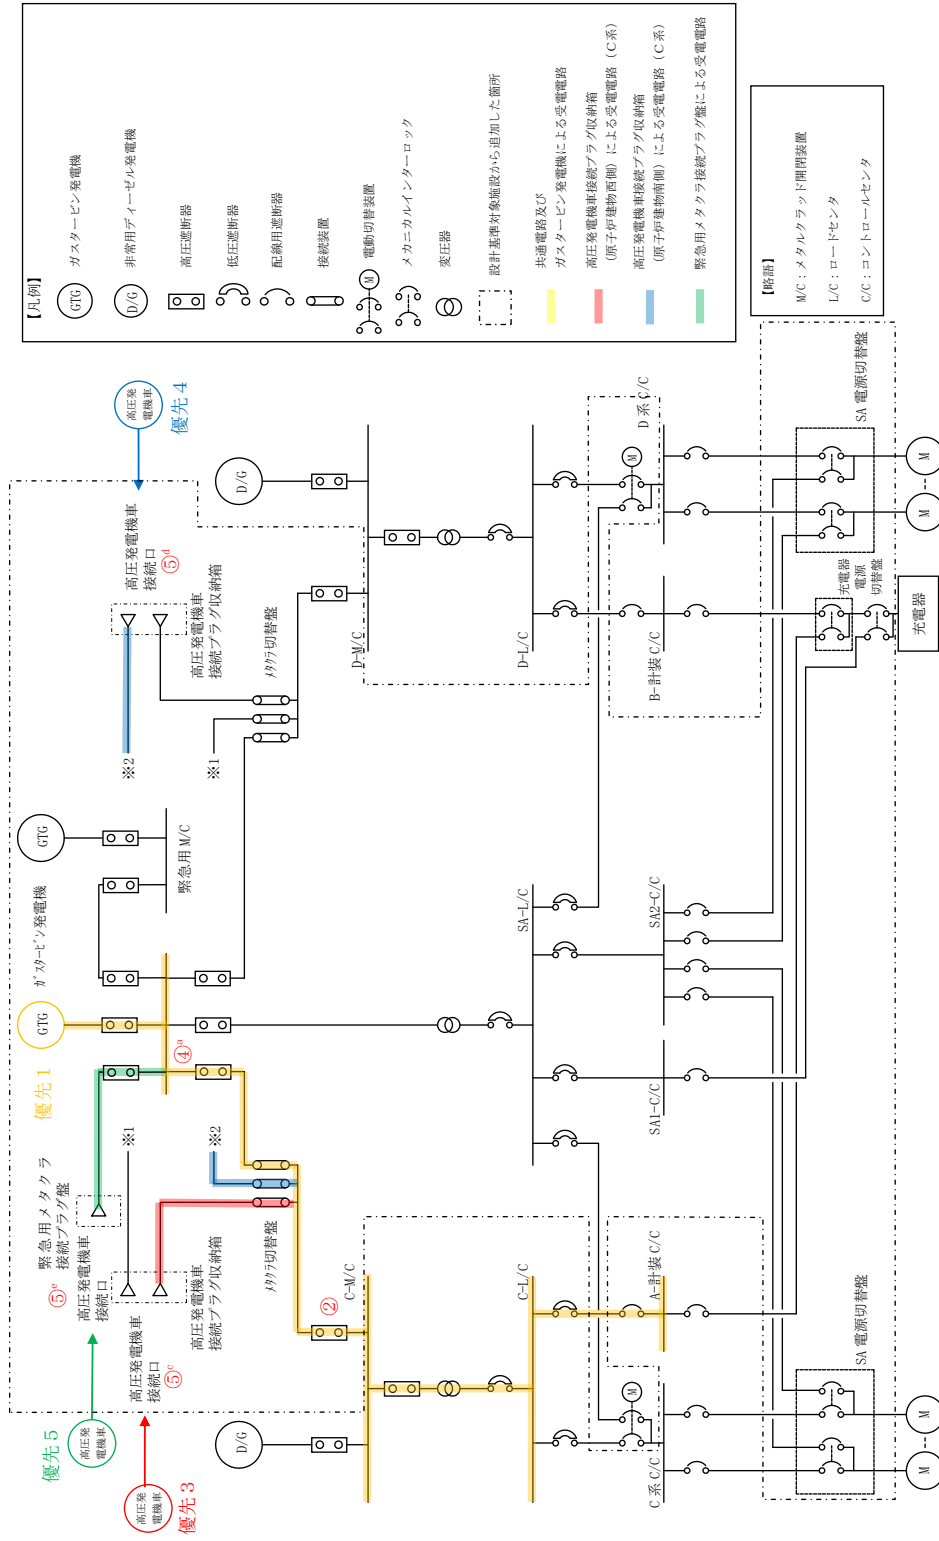 【凡例】
GTG
ガスタービン発電機
D/G
非常用ディーゼル発電機
高圧遮断器
低圧遮断器
配線用遮断器
接続装置
M
電動切替装置
メカニカルインターロック
変圧器
設計基準対象施設から追加した箇所
共通電路及び
ガスタービン発電機による受電電路
高圧発電機車接続プラグ収納箱
(原子炉建物西側) による受電電路 (C系)
高圧発電機車接続プラグ収納箱
(原子炉建物南側) による受電電路 (C系)
緊急用メタクラ接続プラグ盤による受電電路
【略語】
M/C：メタルクラッド開閉装置
L/C：ロードセンタ
C/C：コントロールセンタ
優先3
高圧発
電機車
優先5
高圧発
電機車
優先1
GTG
ｶﾞｽﾀｰﾋﾞﾝ発電機
GTG
優先4
高圧発
電機車
緊急用メタクラ
接続プラグ盤
⑤e
高圧発電機車
接続口
高圧発電機車
接続口
⑤c
高圧発電機車
接続プラグ収納箱
※1
※2
④a
緊急用M/C
※2
※1
高圧発電機車
接続口
⑤d
高圧発電機車
接続プラグ収納箱
ﾒﾀｸﾗ切替盤
ﾒﾀｸﾗ切替盤
D/G
②
D/G
C-M/C
D-M/C
C-L/C
SA-L/C
D-L/C
M
M
C系C/C
A-計装C/C
SA1-C/C
SA2-C/C
B-計装C/C
D系C/C
SA電源切替盤
充電器
電源
切替盤
SA電源切替盤
M
M
充電器
M
M